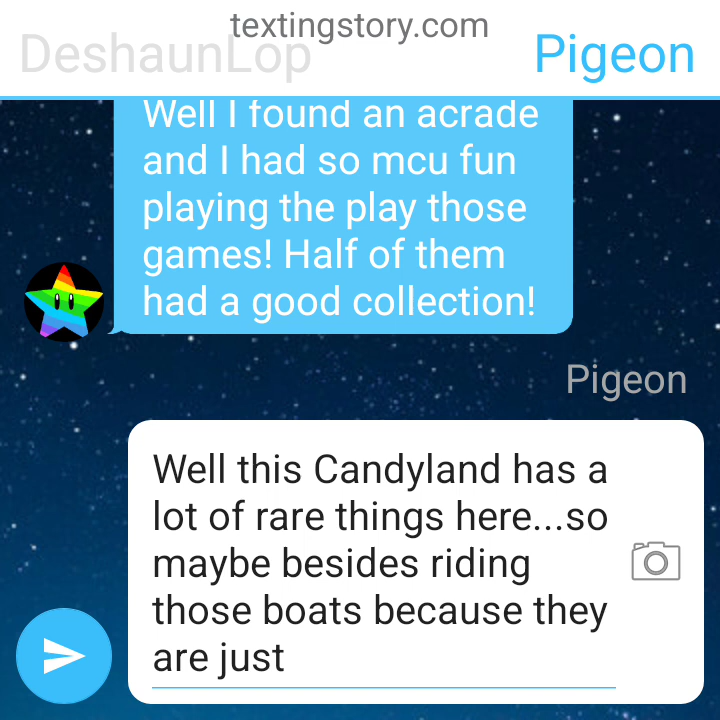 textingstory.com
DeshaunLop
Pigeon
Well I found an acrade
and I had so mcu fun
playing the play those
games! Half of them
had a good collection!
Pigeon
Well this Candyland has a
lot of rare things here...so
maybe besides riding
those boats because they
are just